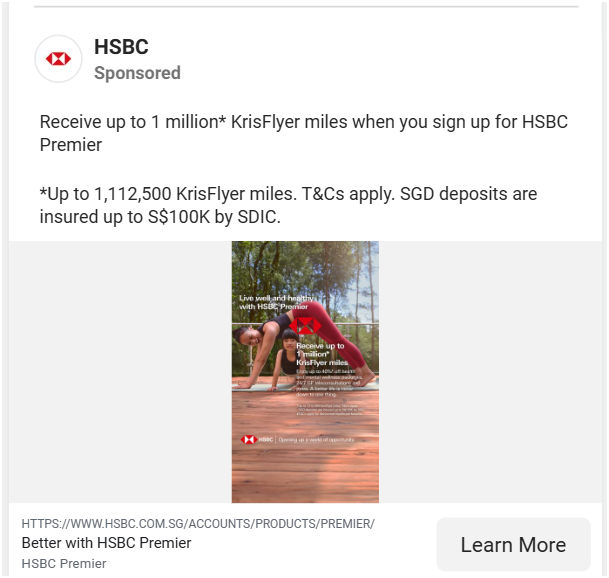 HSBC
Sponsored
Receive up to 1 million* KrisFlyer miles when you sign up for HSBC
Premier
*Up to 1,112,500 KrisFlyer miles. T&Cs apply. SGD deposits are
insured up to S$100K by SDIC.
Live well and healthy
with HSBC Premier
Receive up to
1 million*
KrisFlyer miles
HSBC
Opening up a world of opportunity
HTTPS://WWW.HSBC.COM.SG/ACCOUNTS/PRODUCTS/PREMIER/
Better with HSBC Premier
HSBC Premier
Learn More